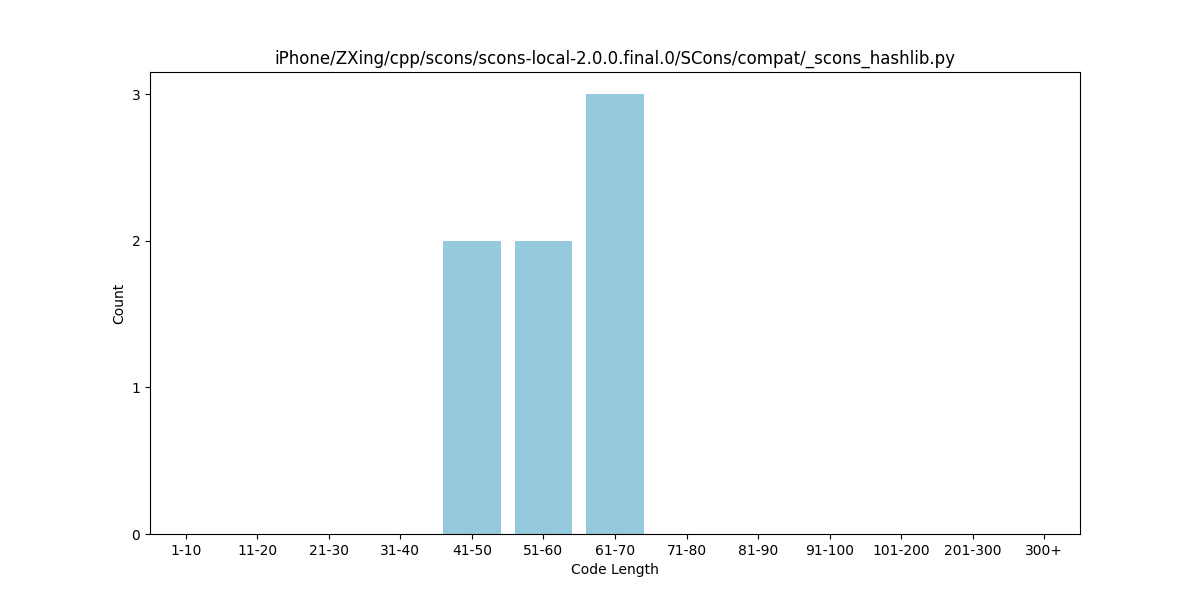 iPhone/ZXing/cpp/scons/scons-local-2.0.0.final.0/SCons/compat/_scons_hashlib.py
3
2
1
0
Count
1-10 11-20 21-30 31-40 41-50 51-60 61-70 71-80 81-90 91-100 101-200 201-300 300+
Code Length